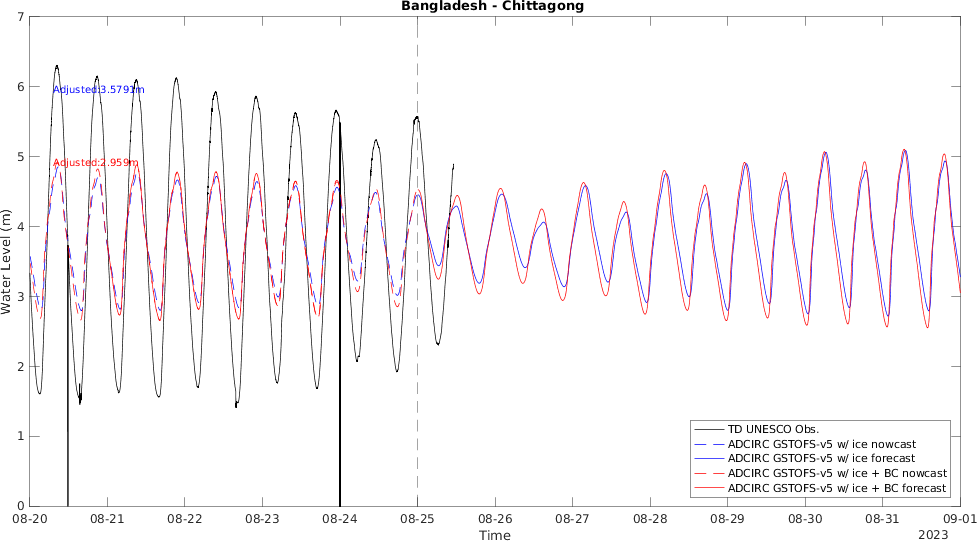 Bangladesh - Chittagong
7
6
5
4
3
2
1
0
Water Level (m)
Adjusted:3.5791m
Adjusted:2.959m
TD UNESCO Obs.
ADCIRC GSTOFS-v5 w/ ice nowcast
ADCIRC GSTOFS-v5 w/ ice forecast
ADCIRC GSTOFS-v5 w/ ice + BC nowcast
ADCIRC GSTOFS-v5 w/ ice + BC forecast
08-20 08-21 08-22 08-23 08-24 08-25 08-26 08-27 08-28 08-29 08-30 08-31 09-01
Time
2023